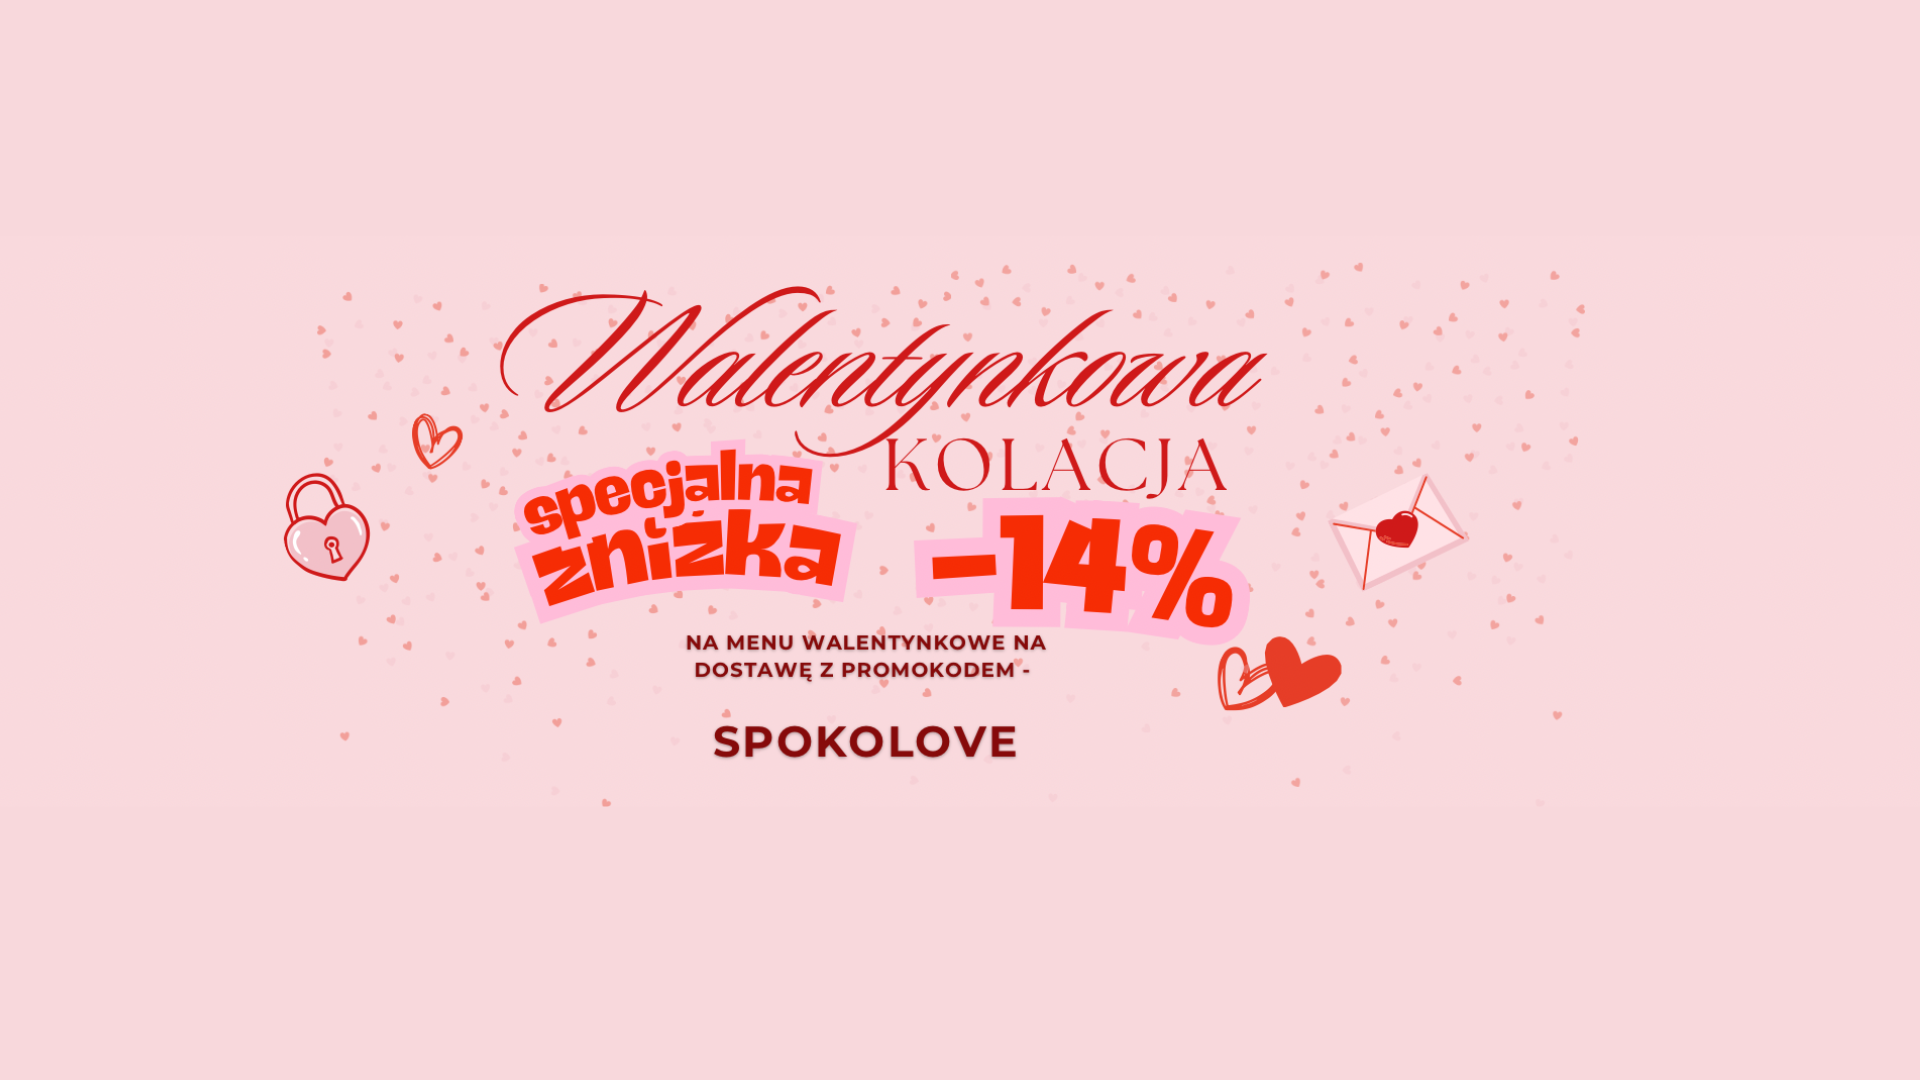 Walentynkowa
KOLACJA
specjalna
zniżka
-14%
NA MENU WALENTYNKOWE NA
DOSTAWĘ Z PROMOKODEM -
SPOKOLOVE